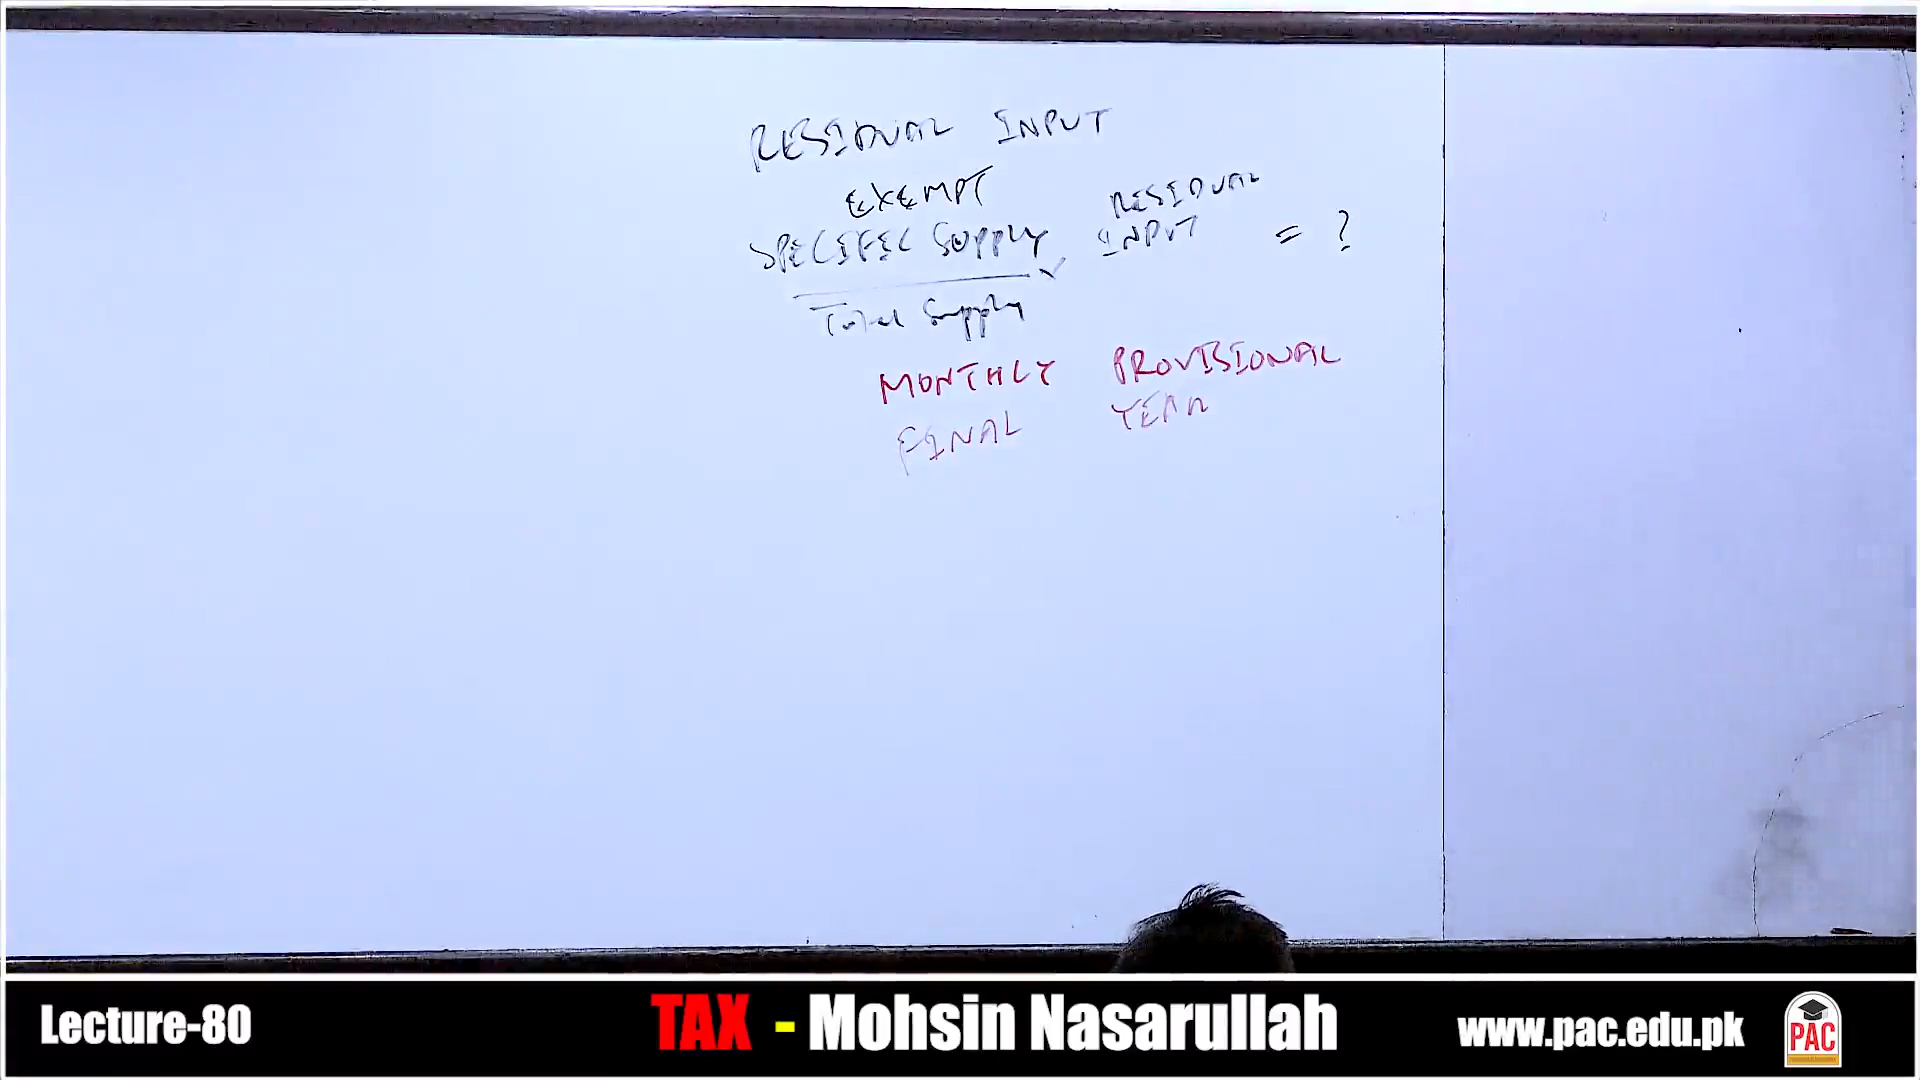 RESIDUAL INPUT
EXEMPT
SPECIFIC SUPPLY × RESIDUAL INPUT = ?
Total Supply
MONTHLY PROVISIONAL
FINAL YEAR
Lecture-80
TAX - Mohsin Nasarullah
www.pac.edu.pk
PAC